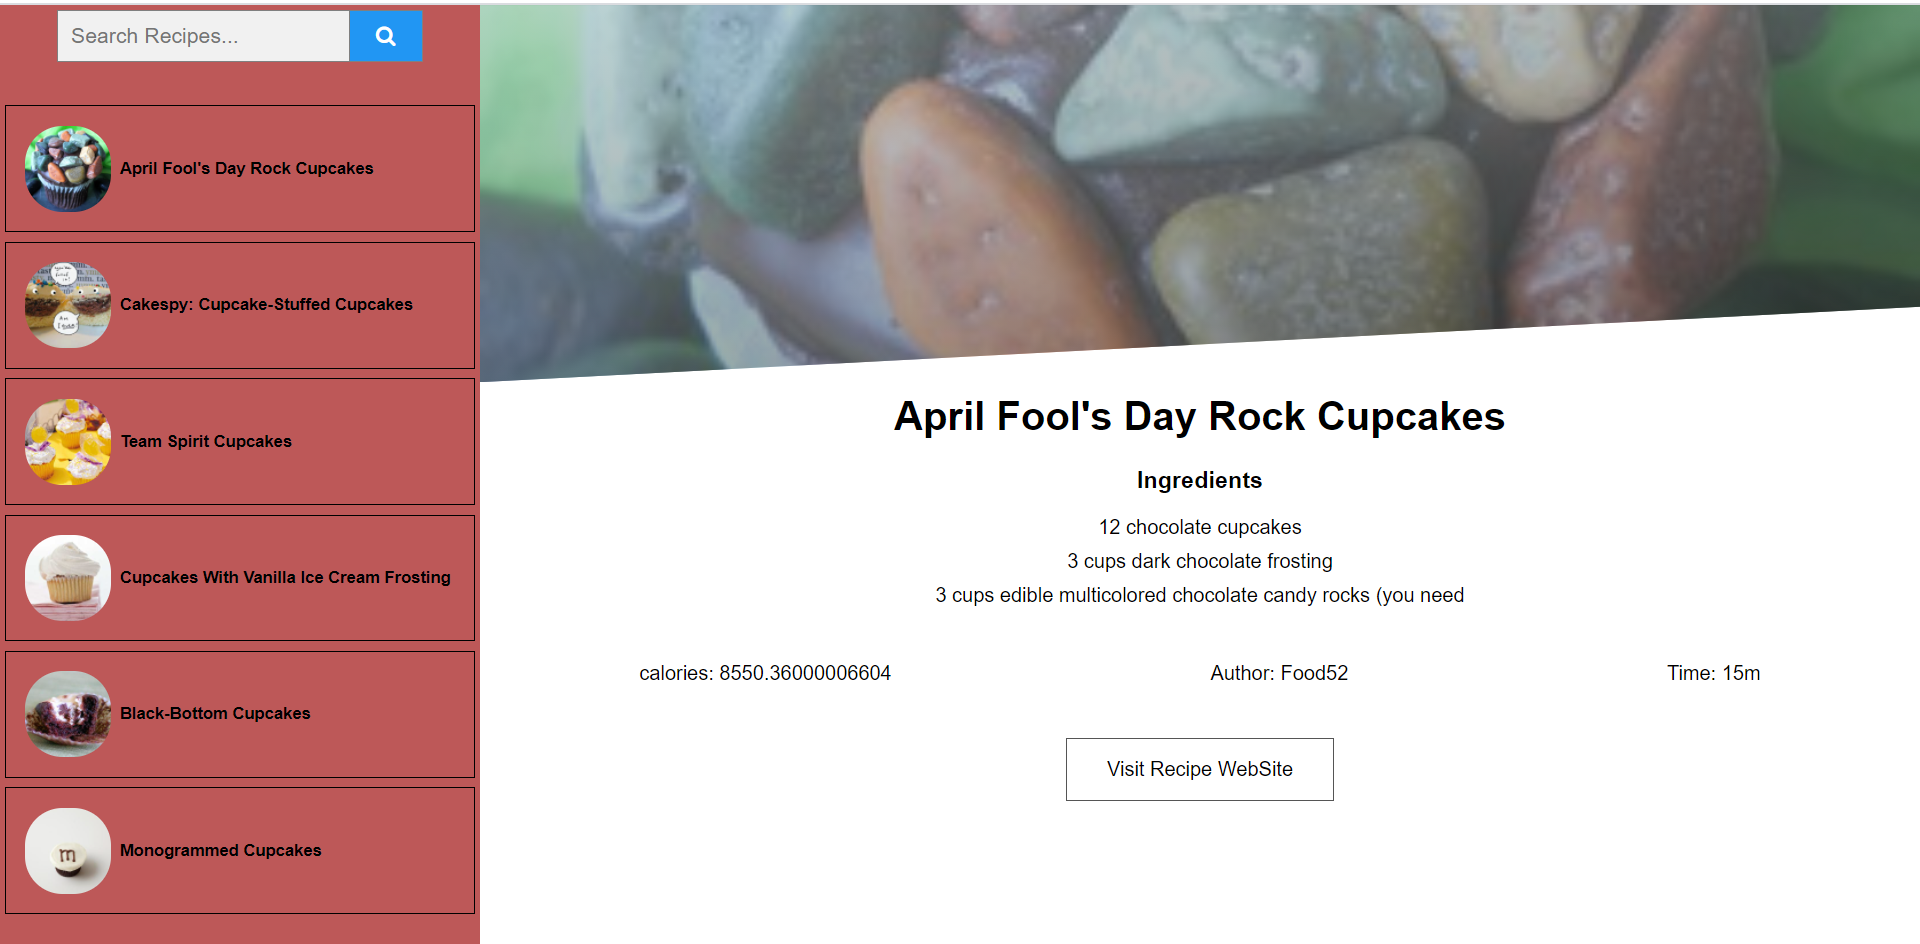 Search Recipes...
April Fool's Day Rock Cupcakes
Cakespy: Cupcake-Stuffed Cupcakes
Team Spirit Cupcakes
Cupcakes With Vanilla Ice Cream Frosting
Black-Bottom Cupcakes
m
Monogrammed Cupcakes
April Fool's Day Rock Cupcakes
Ingredients
12 chocolate cupcakes
3 cups dark chocolate frosting
3 cups edible multicolored chocolate candy rocks (you need
calories: 8550.36000006604 Author: Food52 Time: 15m
Visit Recipe WebSite